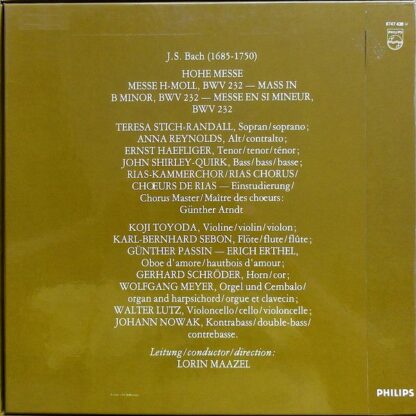 PHILIPS
6747 438
J. S. Bach (1685-1750)
HOHE MESSE
MESSE H-MOLL, BWV 232 — MASS IN
B MINOR, BWV 232 — MESSE EN SI MINEUR,
BWV 232
TERESA STICH-RANDALL, Sopran/soprano;
ANNA REYNOLDS, Alt/contralto;
ERNST HAEFLIGER, Tenor/tenor/ténor;
JOHN SHIRLEY-QUIRK, Bass/bass/basse;
RIAS-KAMMERCHOR/RIAS CHORUS/
CHŒURS DE RIAS — Einstudierung/
Chorus Master/Maître des chœurs:
Günther Arndt
KOJI TOYODA, Violine/violin/violon;
KARL-BERNHARD SEBON, Flöte/flute/flûte;
GÜNTHER PASSIN — ERICH ERTHEL,
Oboe d'amore/hautbois d'amour;
GERHARD SCHRÖDER, Horn/cor;
WOLFGANG MEYER, Orgel und Cembalo/
organ and harpsichord/orgue et clavecin;
WALTER LUTZ, Violoncello/cello/violoncelle;
JOHANN NOWAK, Kontrabass/double-bass/
contrebasse.
Leitung/conductor/direction:
LORIN MAAZEL
PHILIPS